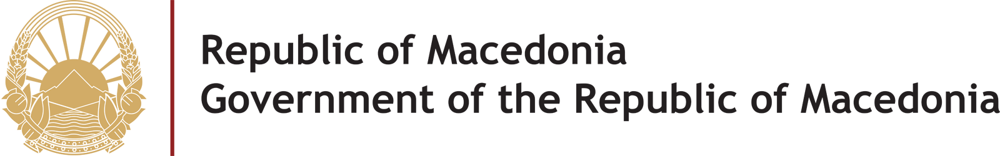 Republic of Macedonia
Government of the Republic of Macedonia